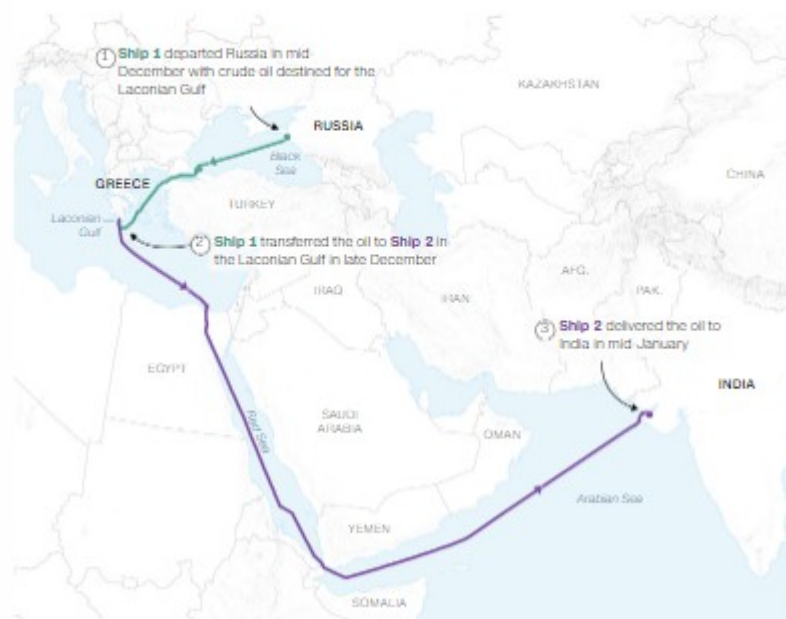 1 Ship 1 departed Russia in mid
December with crude oil destined for the
Laconian Gulf
KAZAKHSTAN
RUSSIA
Black
Sea
CHINA
GREECE
TURKEY
Laconian
Gulf
2 Ship 1 transferred the oil to Ship 2 in
the Laconian Gulf in late December
AFG.
IRAQ
IRAN
PAK.
3 Ship 2 delivered the oil to
India in mid-January
EGYPT
INDIA
Red Sea
SAUDI
ARABIA
OMAN
Arabian Sea
YEMEN
SOMALIA